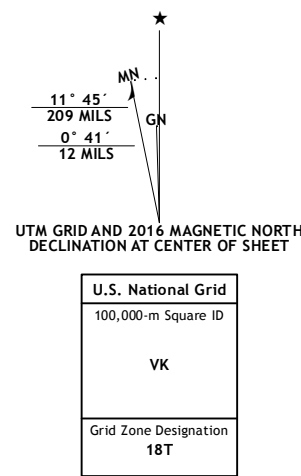 MN
GN
11° 45´
209 MILS
0° 41´
12 MILS
UTM GRID AND 2016 MAGNETIC NORTH
DECLINATION AT CENTER OF SHEET
U.S. National Grid
100,000-m Square ID
VK
Grid Zone Designation
18T